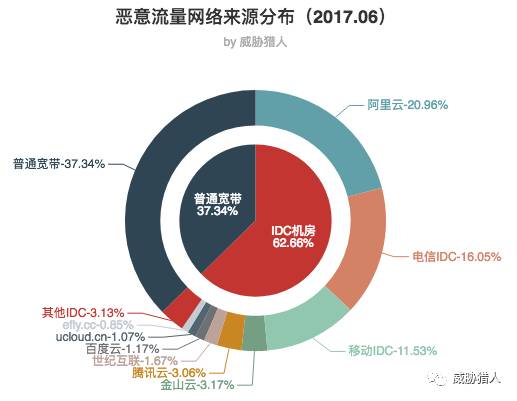 恶意流量网络来源分布（2017.06）
by 威胁猎人
阿里云-20.96%
普通宽带-37.34%
普通宽带
37.34%
IDC机房
62.66%
电信IDC-16.05%
其他IDC-3.13%
efly.cc-0.85%
ucloud.cn-1.07%
百度云-1.17%
世纪互联-1.67%
腾讯云-3.06%
金山云-3.17%
移动IDC-11.53%
威胁猎人